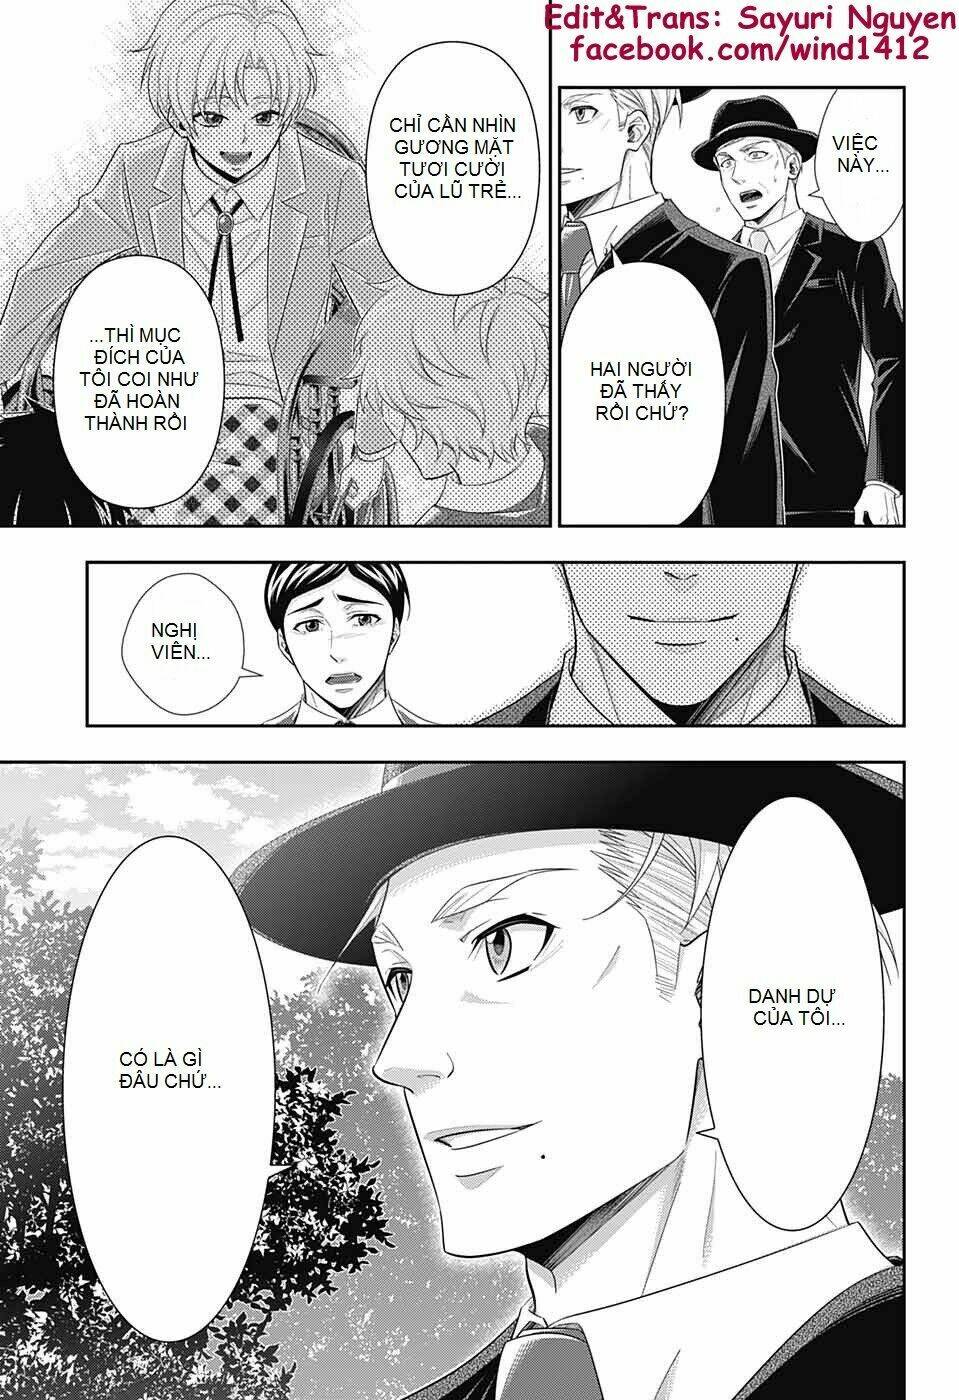 Edit&Trans: Sayuri Nguyen
facebook.com/wind1412
VIỆC
NÀY...
HAI NGƯỜI
ĐÃ THẤY
RỒI CHỨ?
CHỈ CẦN NHÌN
GƯƠNG MẶT
TƯƠI CƯỜI
CỦA LŨ TRẺ...
...THÌ MỤC
ĐÍCH CỦA
TÔI COI NHƯ
ĐÃ HOÀN
THÀNH RỒI
NGHỊ
VIÊN...
DANH DỰ
CỦA TÔI...
CÓ LÀ GÌ
ĐÂU CHỨ...